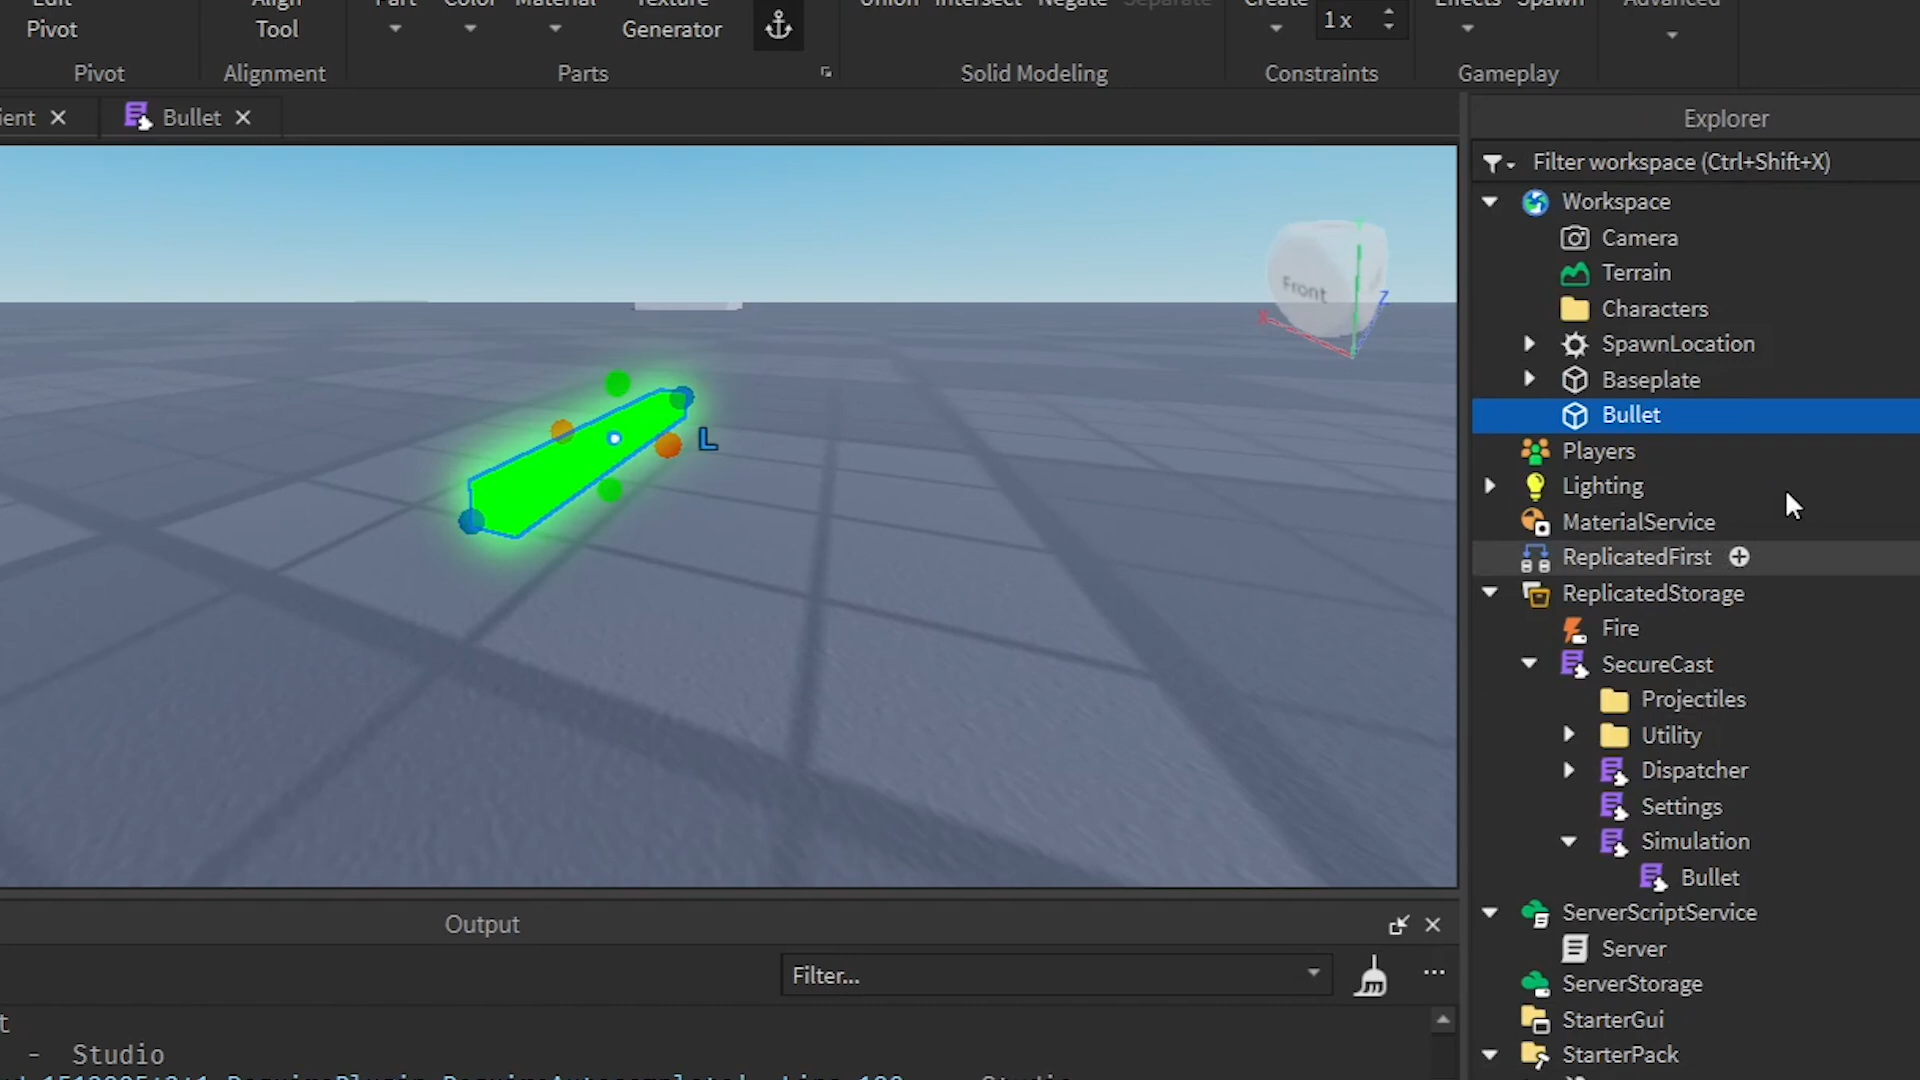 Edit
Pivot
Pivot
Align
Tool
Alignment
Part
Color
Material
Texture
Generator
Parts
Union
Intersect
Negate
Separate
Solid Modeling
Create
1x
Constraints
Effects
Spawn
Gameplay
Advanced
ient
Bullet
Front
X
Z
L
Explorer
Filter workspace (Ctrl+Shift+X)
Workspace
Camera
Terrain
Characters
SpawnLocation
Baseplate
Bullet
Players
Lighting
MaterialService
ReplicatedFirst
ReplicatedStorage
Fire
SecureCast
Projectiles
Utility
Dispatcher
Settings
Simulation
Bullet
ServerScriptService
Server
ServerStorage
StarterGui
StarterPack
Output
Filter...
t
- Studio